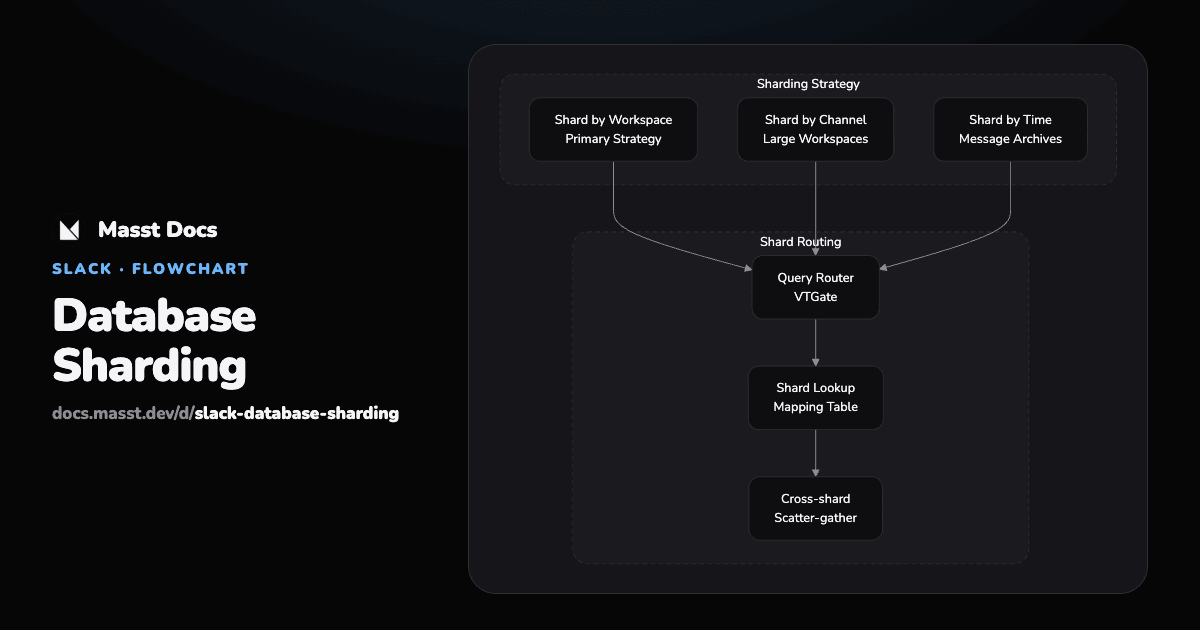 Masst Docs
SLACK · FLOWCHART
Database
Sharding
docs.masst.dev/d/slack-database-sharding
Sharding Strategy
Shard by Workspace
Primary Strategy
Shard by Channel
Large Workspaces
Shard by Time
Message Archives
Shard Routing
Query Router
VTGate
Shard Lookup
Mapping Table
Cross-shard
Scatter-gather